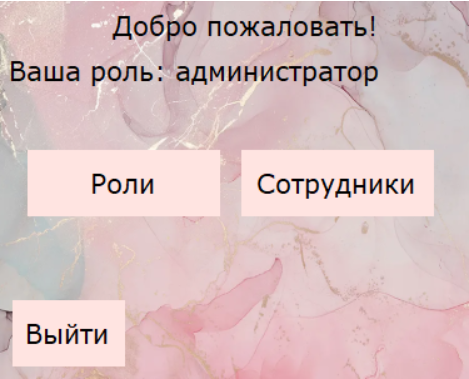 Добро пожаловать!
Ваша роль: администратор
Роли
Сотрудники
Выйти